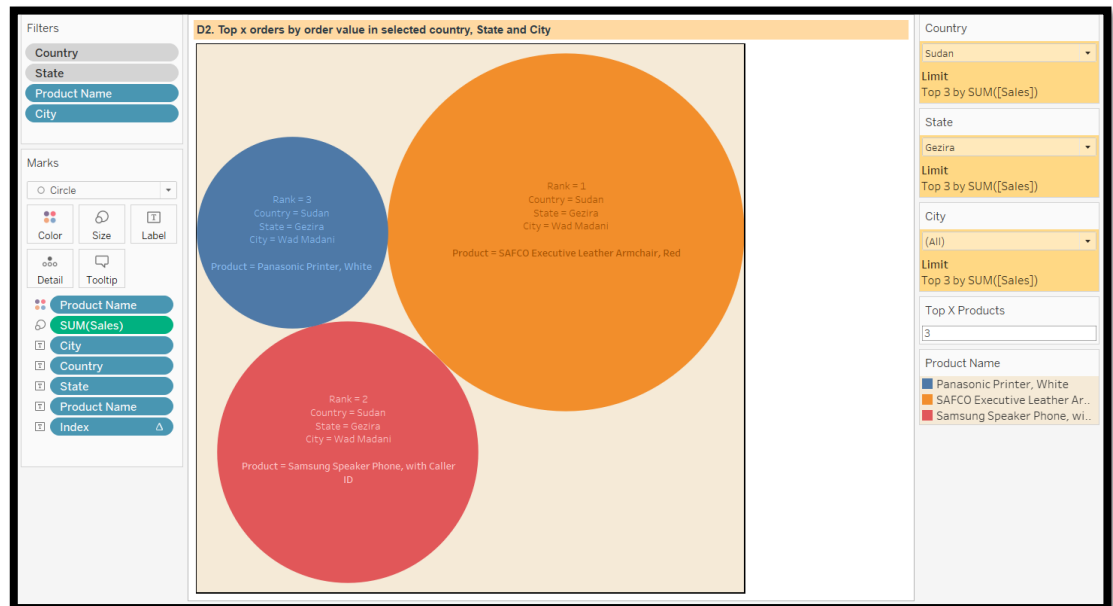 Filters
Country
State
Product Name
City
Marks
Circle
Color
Size
Label
Detail
Tooltip
Product Name
SUM(Sales)
City
Country
State
Product Name
Index
D2. Top x orders by order value in selected country, State and City
Rank = 3
Country = Sudan
State = Gezira
City = Wad Madani
Product = Panasonic Printer, White
Rank = 1
Country = Sudan
State = Gezira
City = Wad Madani
Product = SAFCO Executive Leather Armchair, Red
Rank = 2
Country = Sudan
State = Gezira
City = Wad Madani
Product = Samsung Speaker Phone, with Caller
ID
Country
Sudan
Limit
Top 3 by SUM([Sales])
State
Gezira
Limit
Top 3 by SUM([Sales])
City
(All)
Limit
Top 3 by SUM([Sales])
Top X Products
3
Product Name
Panasonic Printer, White
SAFCO Executive Leather Ar..
Samsung Speaker Phone, wi..